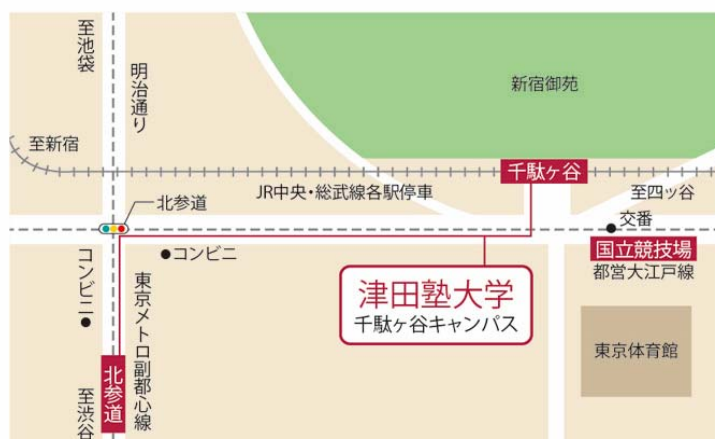 至池袋
明治通り
新宿御苑
至新宿
千駄ヶ谷
JR中央・総武線各駅停車
至四ツ谷
北参道
交番
コンビニ
国立競技場
都営大江戸線
コンビニ
東京メトロ副都心線
津田塾大学
千駄ヶ谷キャンパス
東京体育館
北参道
至渋谷